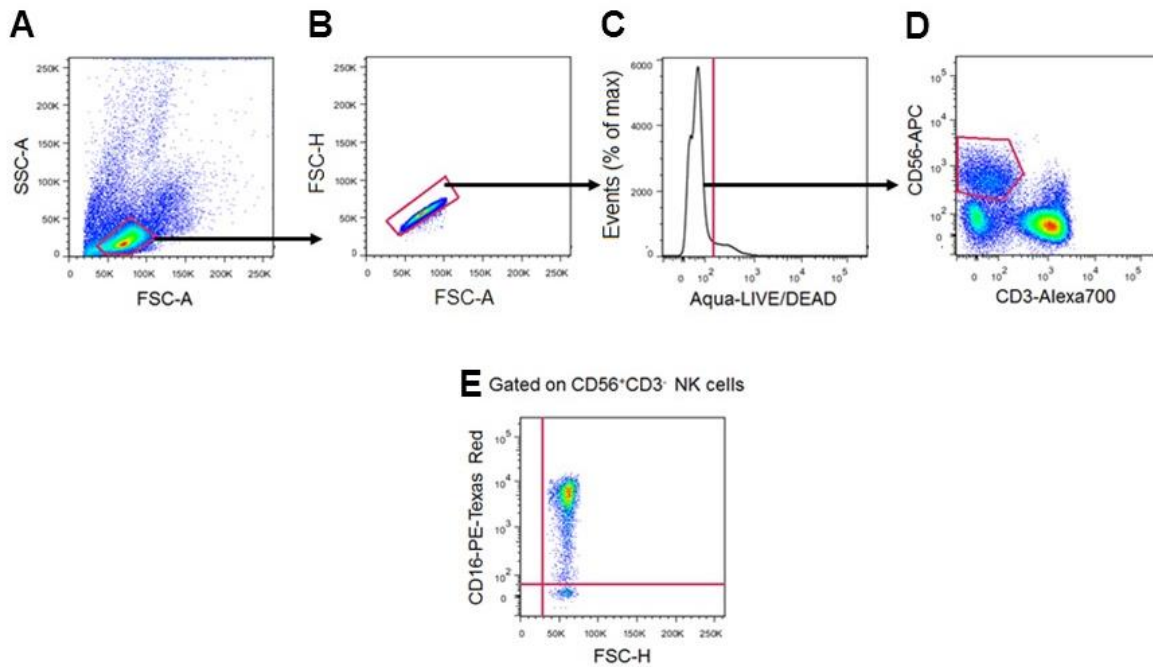 A
SSC-A
250K
200K
150K
100K
50K
0
0 50K 100K 150K 200K 250K
FSC-A
B
FSC-H
250K
200K
150K
100K
50K
0
0 50K 100K 150K 200K 250K
FSC-A
C
Events (% of max)
6000
4000
2000
0
0 10² 10³ 10⁴ 10⁵
Aqua-LIVE/DEAD
D
CD56-APC
10⁵
10⁴
10³
10²
0
0 10² 10³ 10⁴ 10⁵
CD3-Alexa700
E Gated on CD56⁺CD3⁻ NK cells
CD16-PE-Texas Red
10⁵
10⁴
10³
10²
0
0 50K 100K 150K 200K 250K
FSC-H